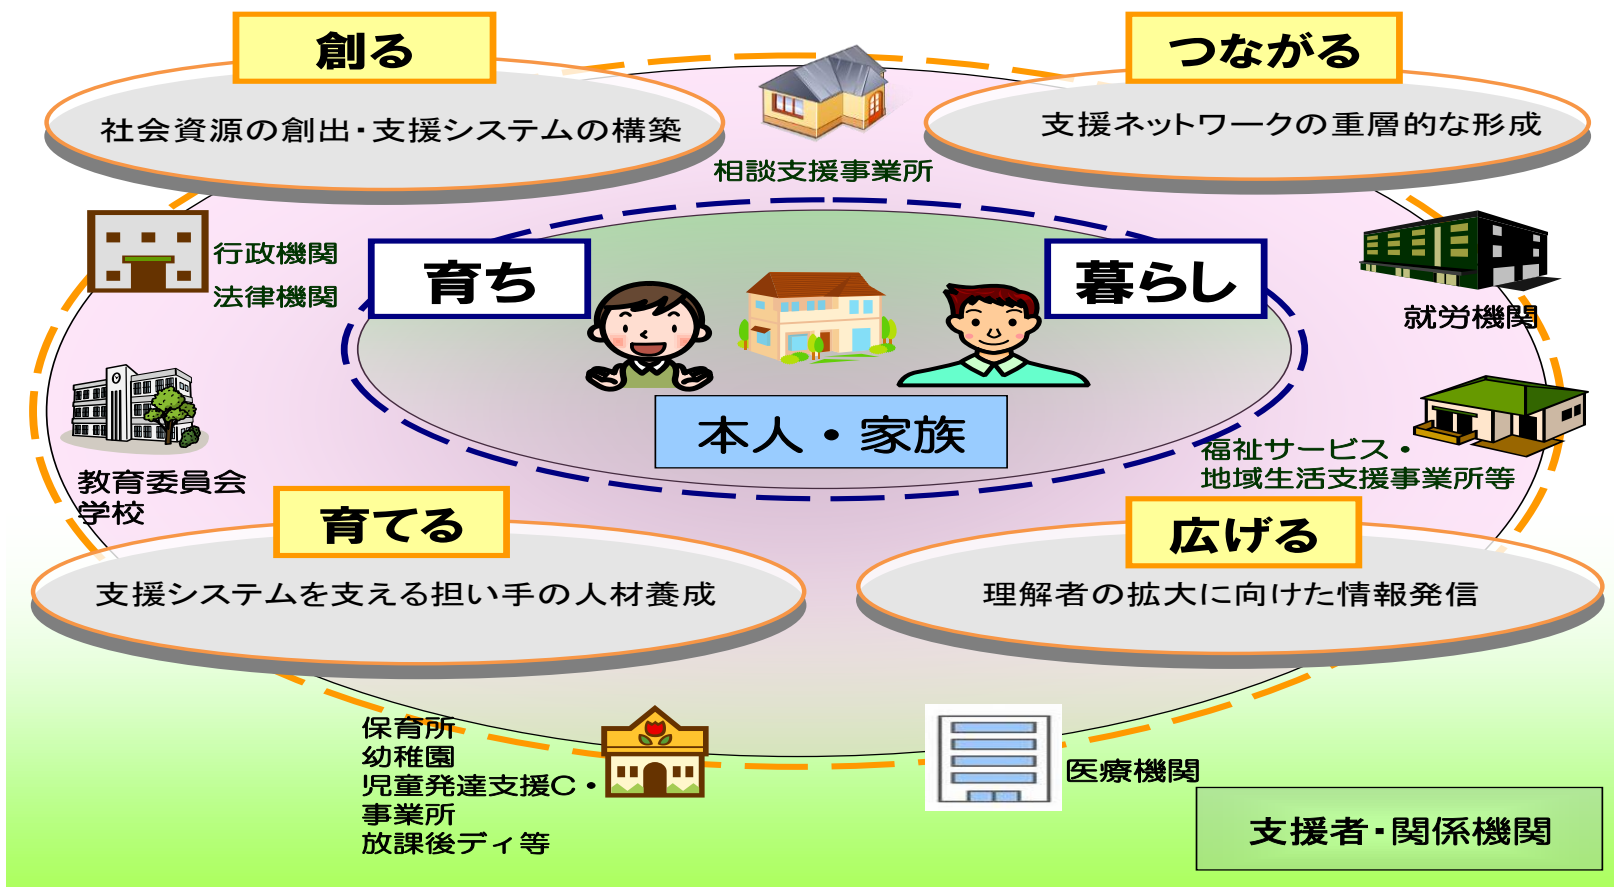 創る
社会資源の創出・支援システムの構築
つながる
支援ネットワークの重層的な形成
相談支援事業所
行政機関
法律機関
育ち
暮らし
就労機関
本人・家族
教育委員会
学校
福祉サービス・
地域生活支援事業所等
育てる
支援システムを支える担い手の人材養成
広げる
理解者の拡大に向けた情報発信
保育所
幼稚園
児童発達支援C・
事業所
放課後ディ等
医療機関
支援者・関係機関